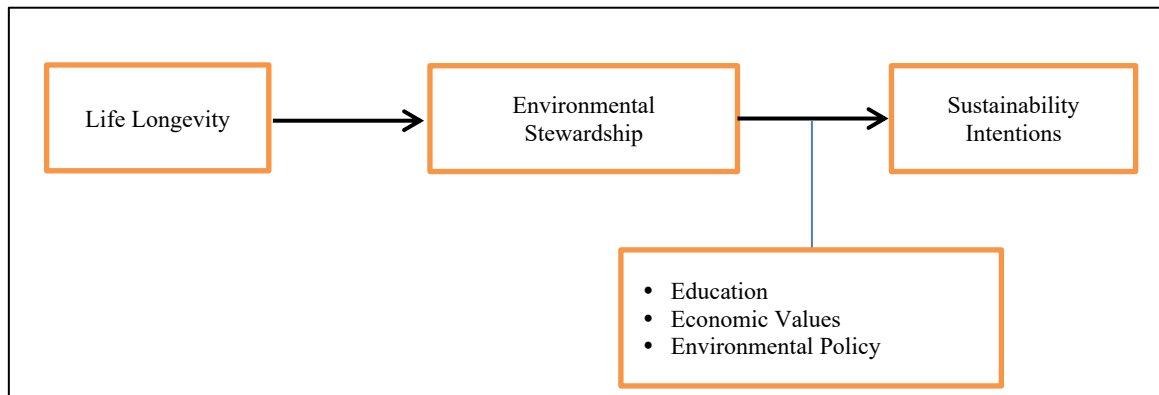 Life Longevity
Environmental
Stewardship
Sustainability
Intentions
• Education
• Economic Values
• Environmental Policy